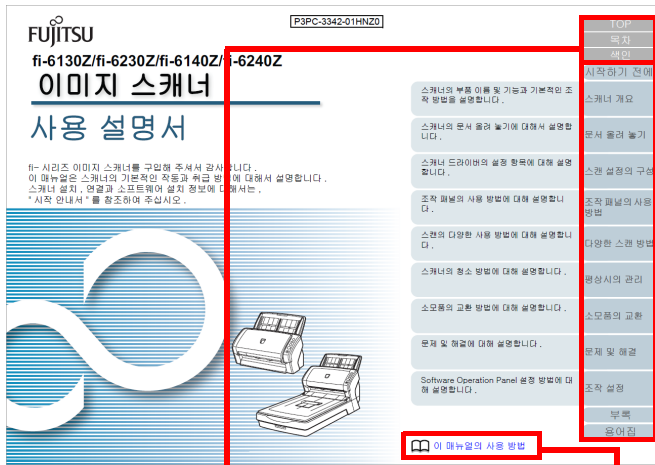 FUJITSU
P3PC-3342-01HNZ0
fi-6130Z/fi-6230Z/fi-6140Z/fi-6240Z
이미지 스캐너
사용 설명서
fi- 시리즈 이미지 스캐너를 구입해 주셔서 감사합니다 .
이 매뉴얼은 스캐너의 기본적인 작동과 취급 방법에 대해서 설명합니다 .
스캐너 설치 , 연결과 소프트웨어 설치 정보에 대해서는 ,
" 시작 안내서 " 를 참조하여 주십시오 .
스캐너의 부품 이름 및 기능과 기본적인 조
작 방법을 설명합니다 .
스캐너의 문서 올려 놓기에 대해서 설명합
니다 .
스캐너 드라이버의 설정 항목에 대해 설명
합니다 .
조작 패널의 사용 방법에 대해 설명합니
다 .
스캔의 다양한 사용 방법에 대해 설명합니
다 .
스캐너의 청소 방법에 대해 설명합니다 .
소모품의 교환 방법에 대해 설명합니다 .
문제 및 해결에 대해 설명합니다 .
Software Operation Panel 설정 방법에 대
해 설명합니다 .
이 매뉴얼의 사용 방법
TOP
목차
색인
시작하기 전에
스캐너 개요
문서 올려 놓기
스캔 설정의 구성
조작 패널의 사용
방법
다양한 스캔 방법
평상시의 관리
소모품의 교환
문제 및 해결
조작 설정
부록
용어집